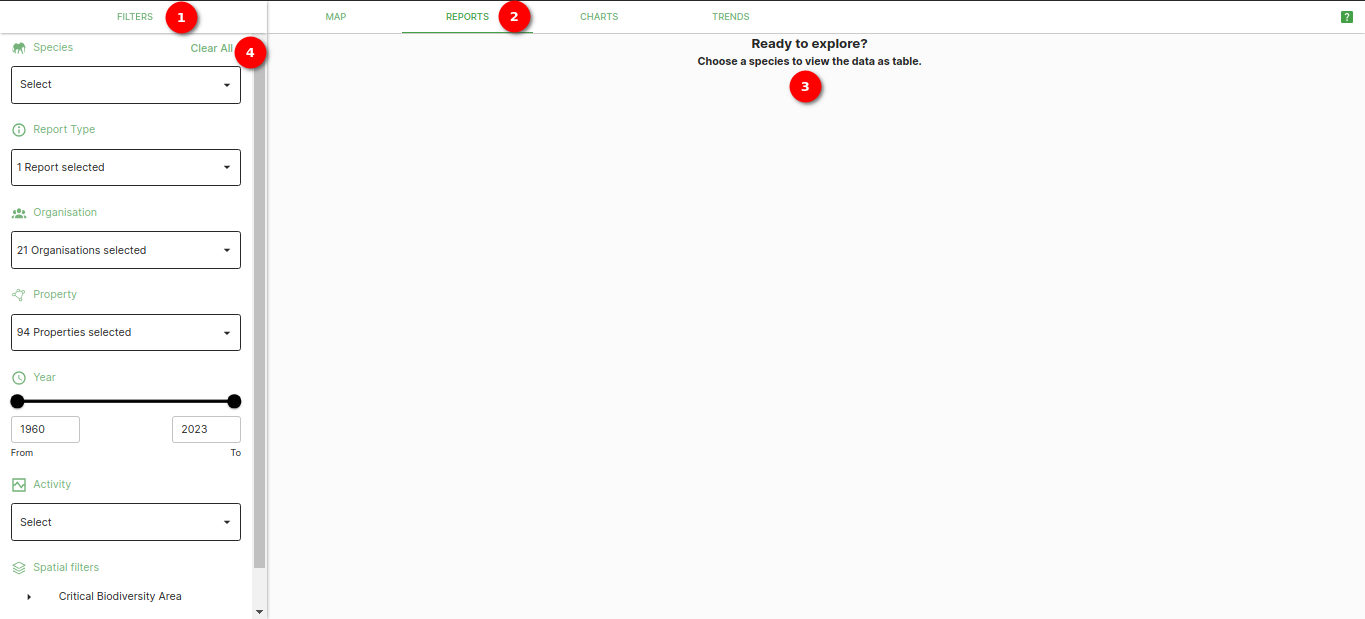 FILTERS 1
MAP
REPORTS 2
CHARTS
TRENDS
?
Species
Clear All 4
Select
Report Type
1 Report selected
Organisation
21 Organisations selected
Property
94 Properties selected
Year
1960
2023
From
To
Activity
Select
Spatial filters
Critical Biodiversity Area
Ready to explore?
Choose a species to view the data as table.
3